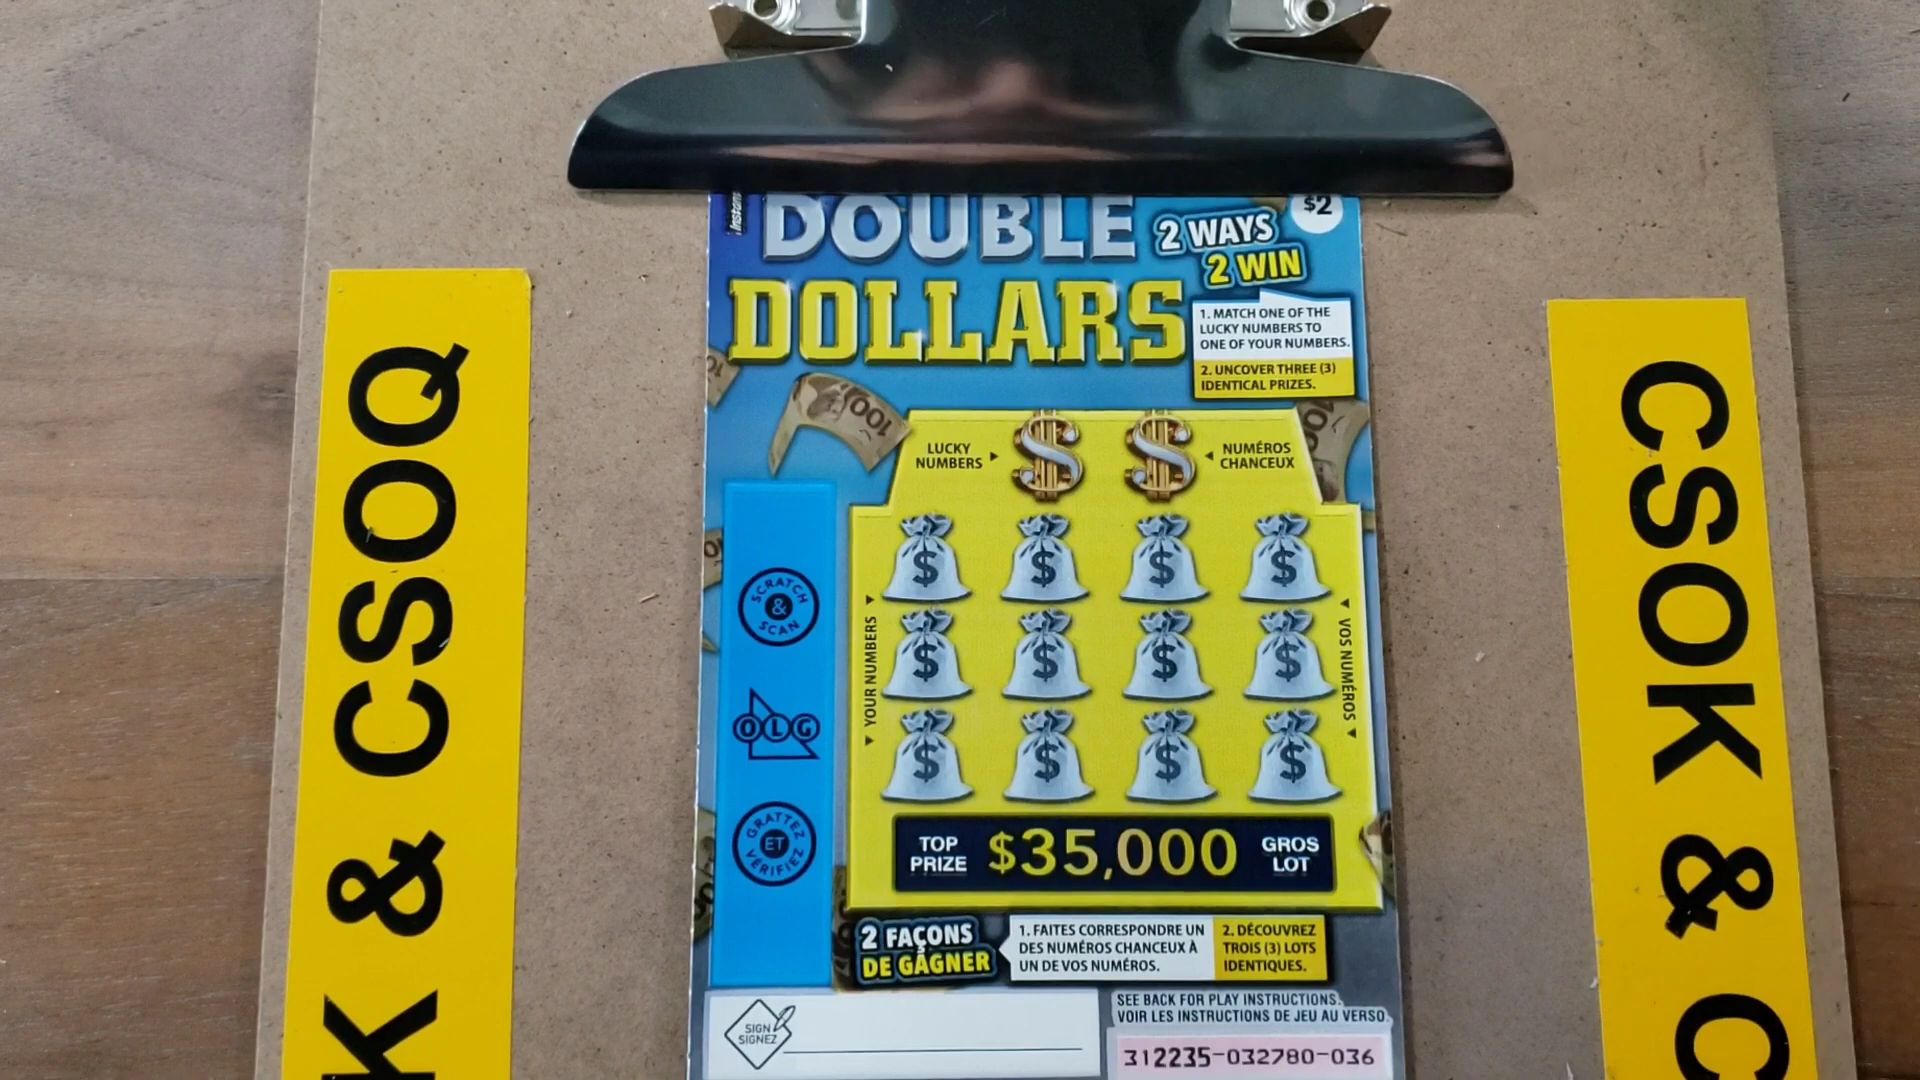 Instant
DOUBLE
DOLLARS
2 WAYS
2 WIN
$2
1. MATCH ONE OF THE
LUCKY NUMBERS TO
ONE OF YOUR NUMBERS.
2. UNCOVER THREE (3)
IDENTICAL PRIZES.
100
100
LUCKY
NUMBERS
$ $
NUMÉROS
CHANCEUX
$ $ $ $
$ $ $ $
$ $ $ $
YOUR NUMBERS
VOS NUMÉROS
SCRATCH
&
SCAN
OLG
GRATTEZ
ET
VÉRIFIEZ
TOP
PRIZE
$35,000
GROS
LOT
2 FAÇONS
DE GAGNER
1. FAITES CORRESPONDRE UN
DES NUMÉROS CHANCEUX À
UN DE VOS NUMÉROS.
2. DÉCOUVREZ
TROIS (3) LOTS
IDENTIQUES.
SIGN
SIGNEZ
SEE BACK FOR PLAY INSTRUCTIONS.
VOIR LES INSTRUCTIONS DE JEU AU VERSO.
312235-032780-036
K & CSOQ
CSOK & C